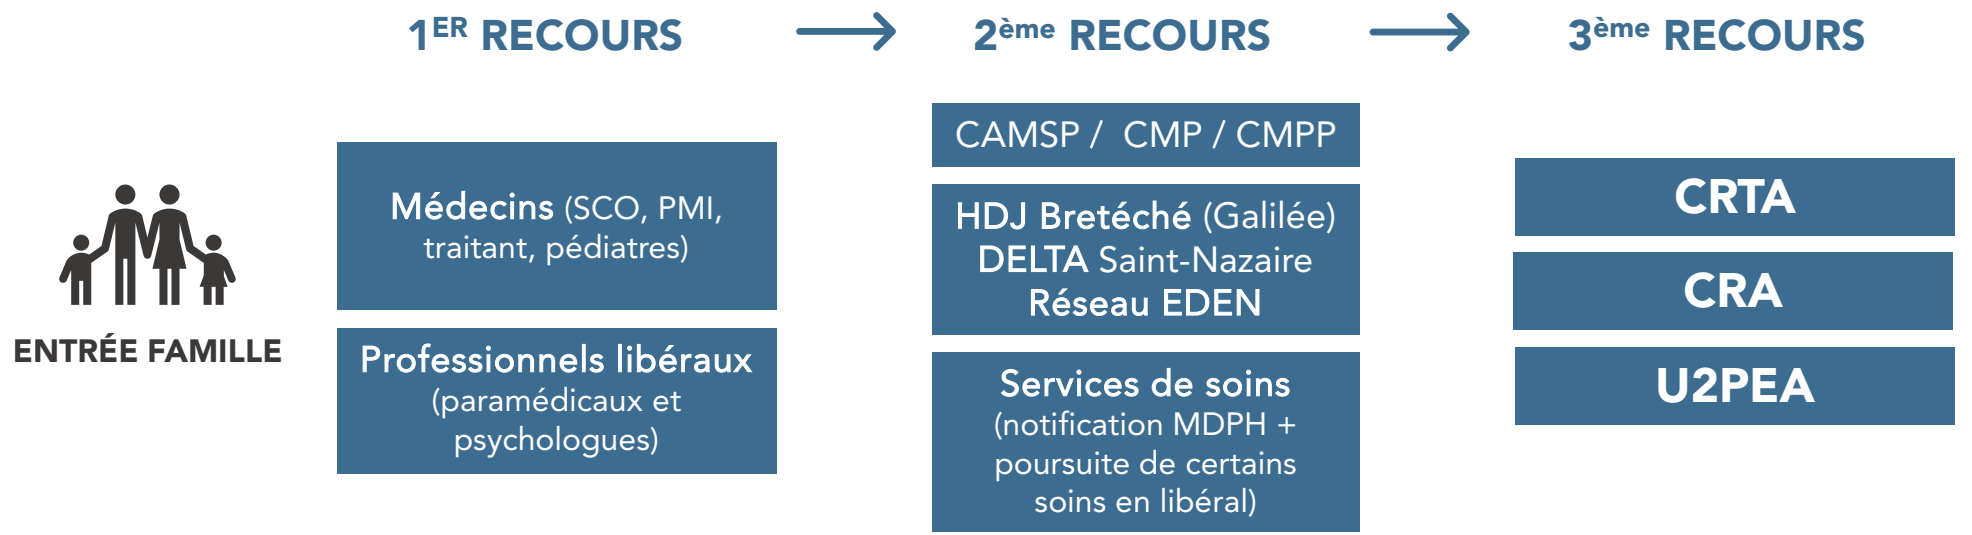 1ER RECOURS
2ème RECOURS
3ème RECOURS
ENTRÉE FAMILLE
Médecins (SCO, PMI,
traitant, pédiatres)
Professionnels libéraux
(paramédicaux et
psychologues)
CAMSP /  CMP / CMPP
HDJ Bretéché (Galilée)
DELTA Saint-Nazaire
Réseau EDEN
Services de soins
(notification MDPH +
poursuite de certains
soins en libéral)
CRTA
CRA
U2PEA